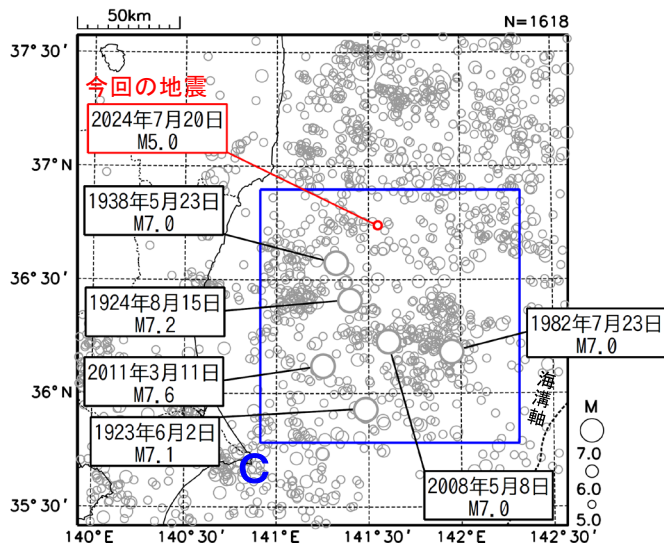 50km
N=1618
37°30′
今回の地震
2024年7月20日
M5.0
37°N
1938年5月23日
M7.0
36°30′
1924年8月15日
M7.2
1982年7月23日
M7.0
2011年3月11日
M7.6
36°N
海溝軸
1923年6月2日
M7.1
M
7.0
6.0
5.0
C
2008年5月8日
M7.0
35°30′
140°E
140°30′
141°E
141°30′
142°E
142°30′